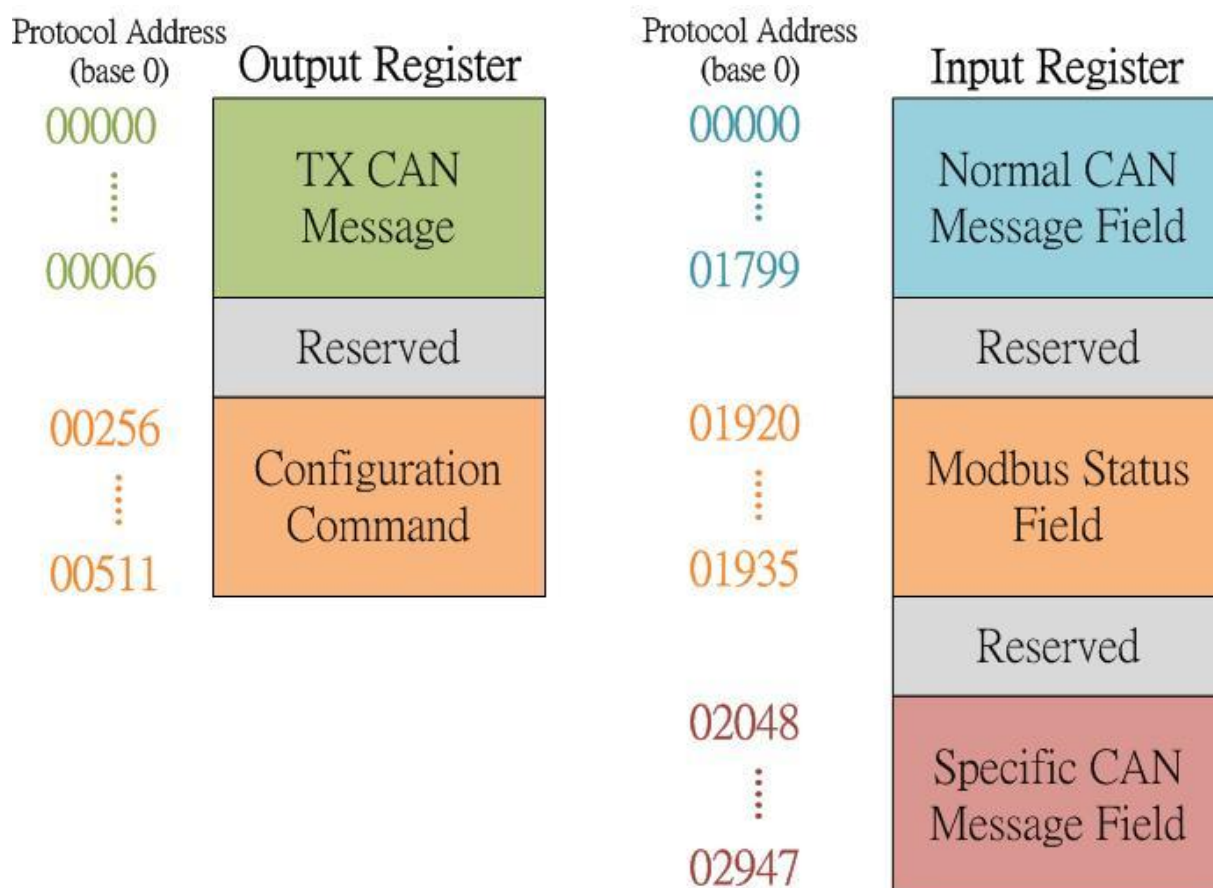 Protocol Address
(base 0)
Output Register
00000
00006
00256
00511
TX CAN
Message
Reserved
Configuration
Command
Protocol Address
(base 0)
Input Register
00000
01799
01920
01935
02048
02947
Normal CAN
Message Field
Reserved
Modbus Status
Field
Reserved
Specific CAN
Message Field